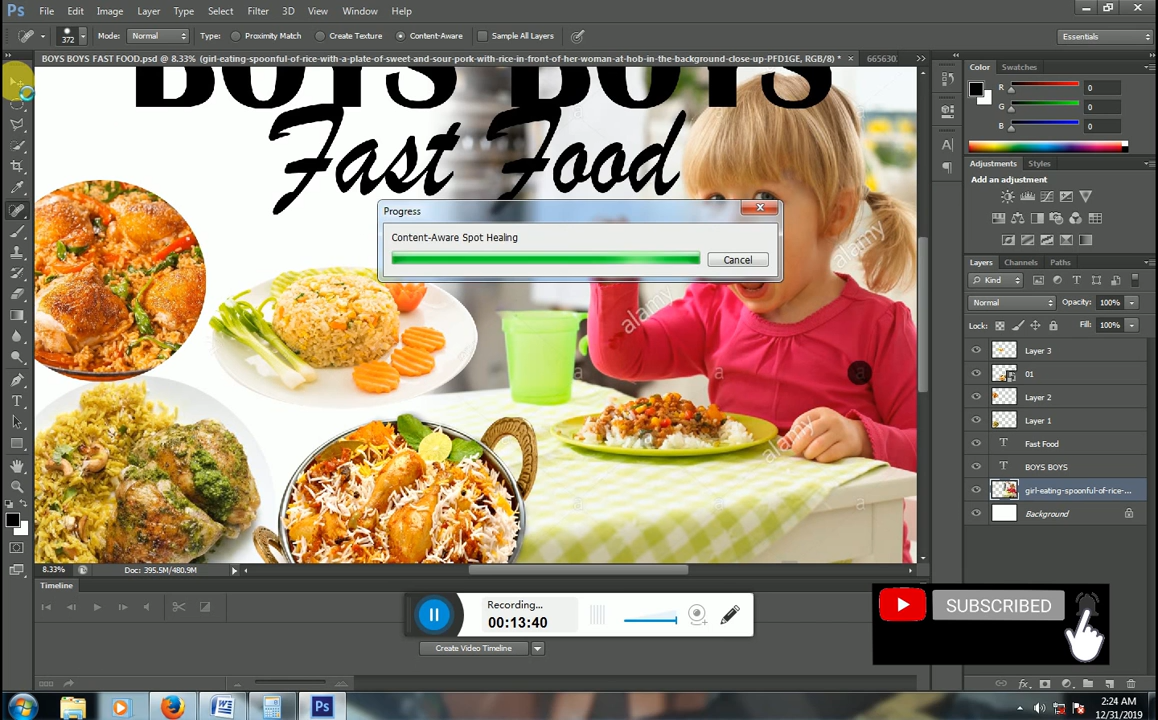 Ps File Edit Image Layer Type Select Filter 3D View Window Help
372 Mode: Normal Type: Proximity Match Create Texture Content-Aware Sample All Layers Essentials
BOYS BOYS FAST FOOD.psd @ 8.33% (girl-eating-spoonful-of-rice-with-a-plate-of-sweet-and-sour-pork-with-rice-in-front-of-her-woman-at-hob-in-the-background-close-up-PFD1GE, RGB/8) *
665630
BOYS BOYS
Fast Food
Progress
Content-Aware Spot Healing
Cancel
alamy
alamy
alamy
a
a
a
a
8.33% Doc: 395.5M/480.9M
Timeline
Recording...
00:13:40
Create Video Timeline
Color Swatches
R 0
G 0
B 0
Adjustments Styles
Add an adjustment
Layers Channels Paths
Kind
Normal Opacity: 100%
Lock: Fill: 100%
Layer 3
01
Layer 2
Layer 1
Fast Food
BOYS BOYS
girl-eating-spoonful-of-rice-...
Background
SUBSCRIBED
2:24 AM
12/31/2019